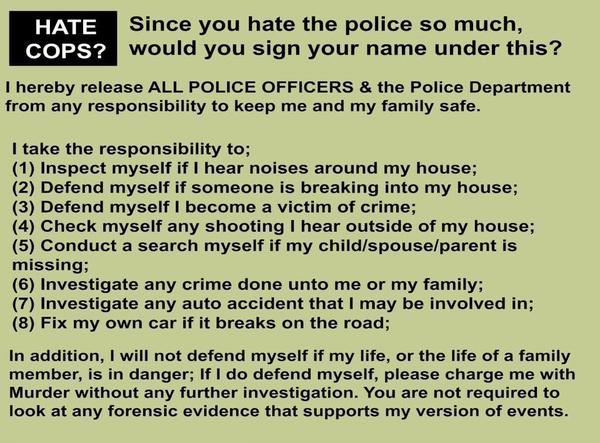 HATE
COPS?
Since you hate the police so much,
would you sign your name under this?
I hereby release ALL POLICE OFFICERS & the Police Department
from any responsibility to keep me and my family safe.
I take the responsibility to;
(1) Inspect myself if I hear noises around my house;
(2) Defend myself if someone is breaking into my house;
(3) Defend myself I become a victim of crime;
(4) Check myself any shooting I hear outside of my house;
(5) Conduct a search myself if my child/spouse/parent is
missing;
(6) Investigate any crime done unto me or my family;
(7) Investigate any auto accident that I may be involved in;
(8) Fix my own car if it breaks on the road;
In addition, I will not defend myself if my life, or the life of a family
member, is in danger; If I do defend myself, please charge me with
Murder without any further investigation. You are not required to
look at any forensic evidence that supports my version of events.